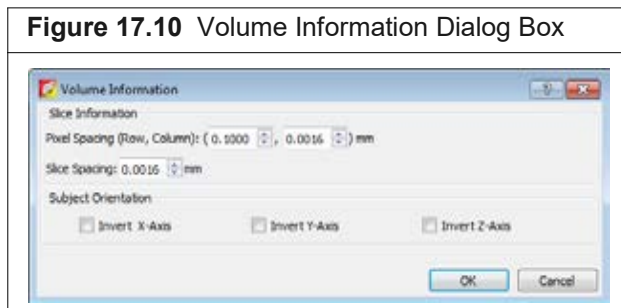 Figure 17.10 Volume Information Dialog Box
Volume Information
Slice Information
Pixel Spacing (Row, Column): ( 0.1000 , 0.0016 ) mm
Slice Spacing: 0.0016 mm
Subject Orientation
Invert X-Axis Invert Y-Axis Invert Z-Axis
OK Cancel